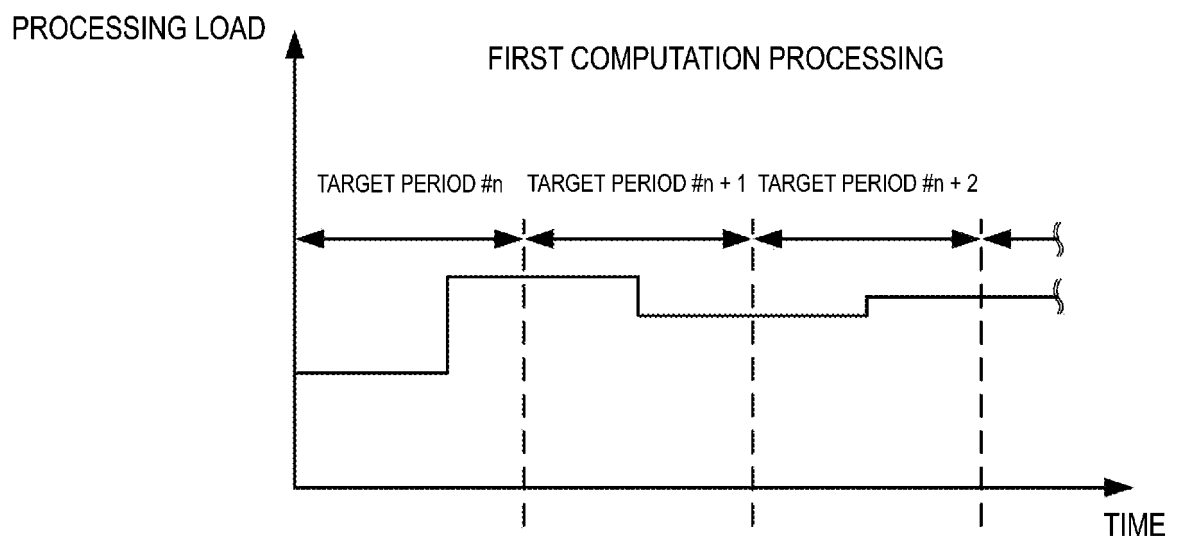 PROCESSING LOAD
FIRST COMPUTATION PROCESSING
TARGET PERIOD #n
TARGET PERIOD #n + 1
TARGET PERIOD #n + 2
TIME